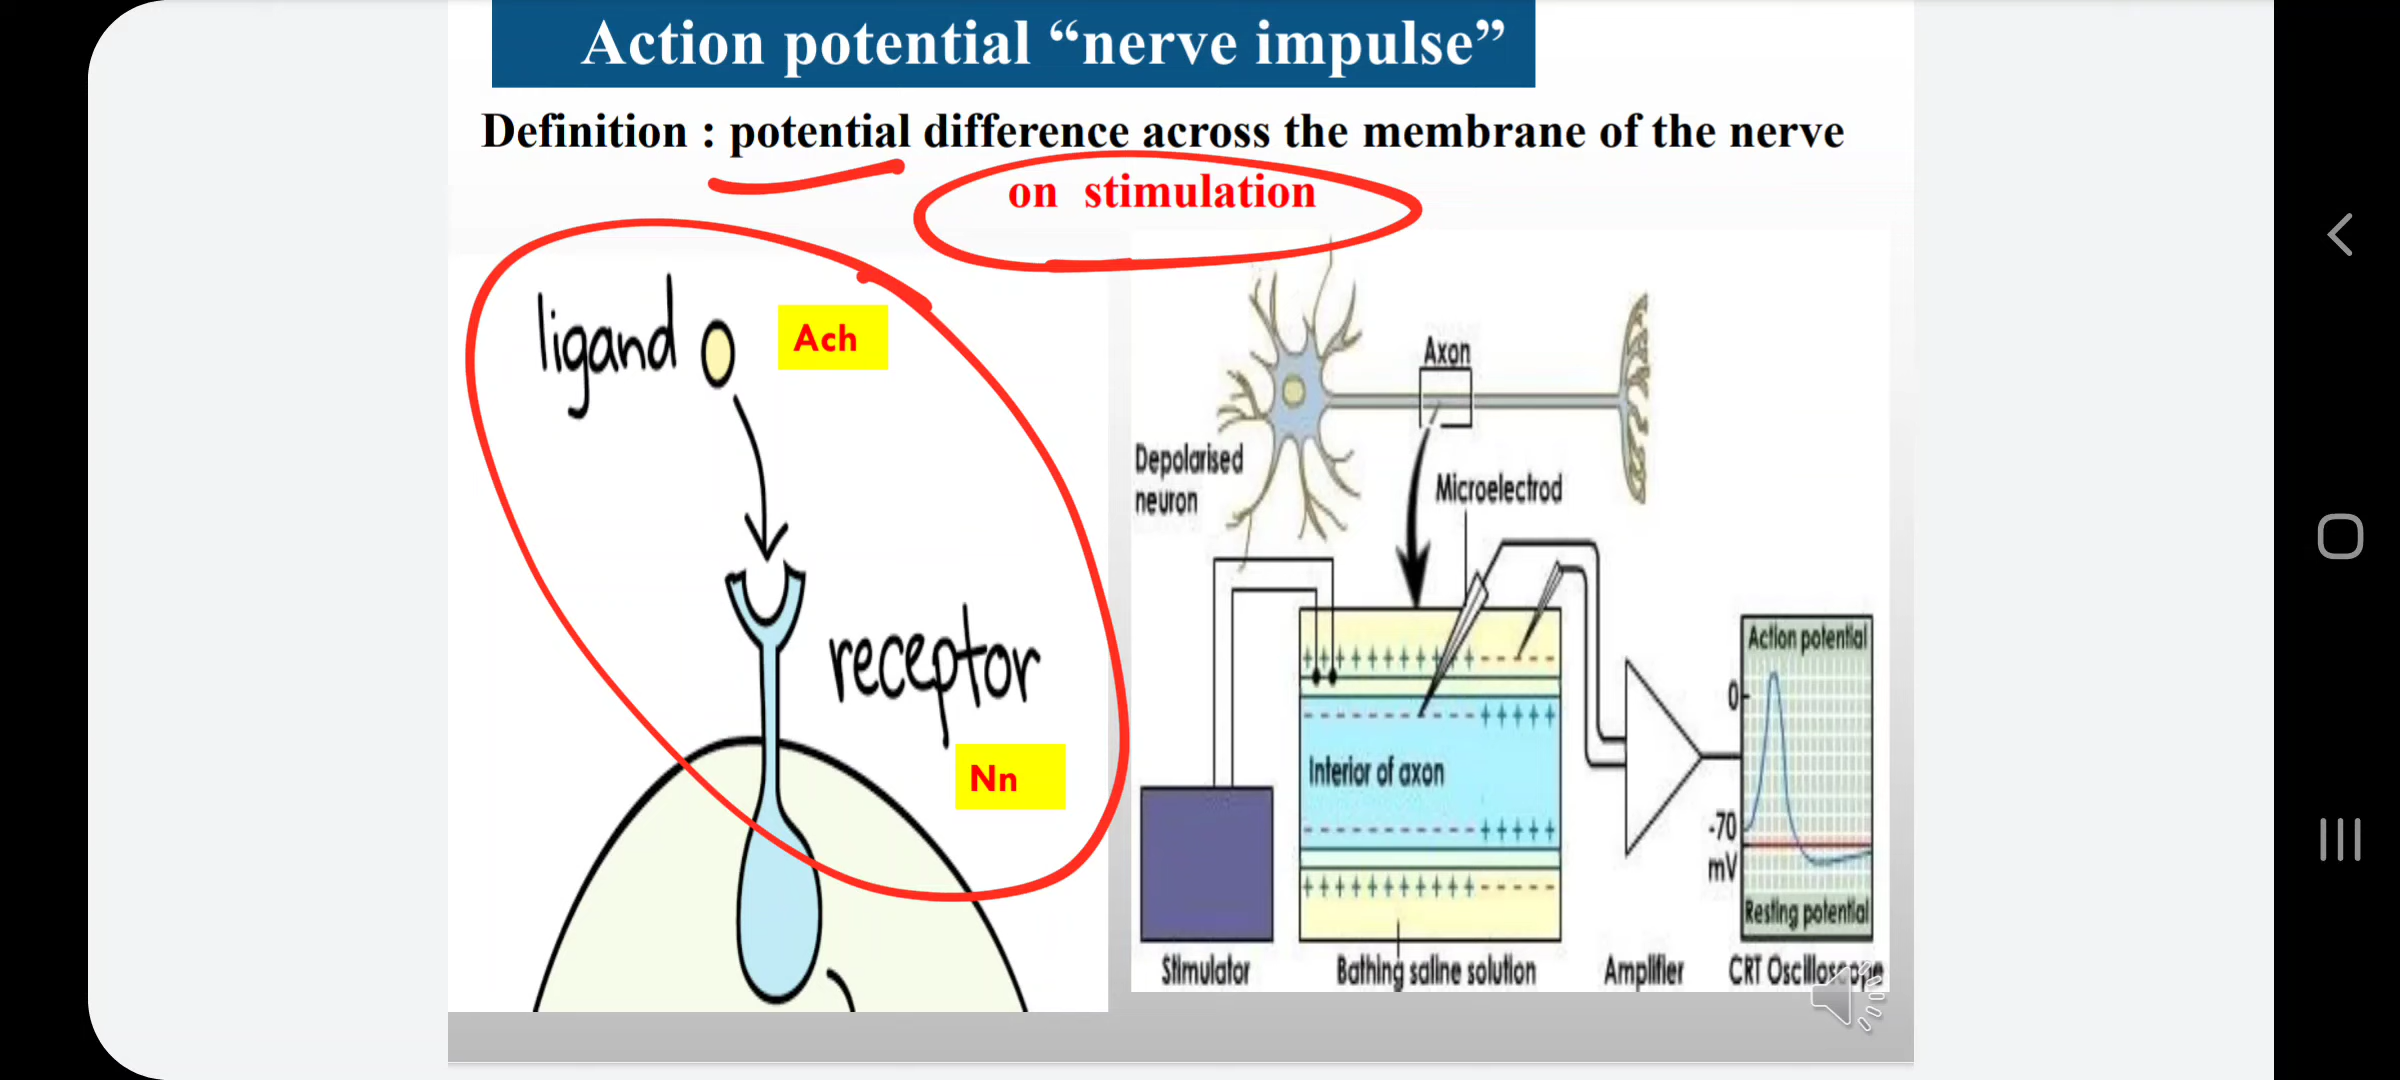 Action potential “nerve impulse”
Definition : potential difference across the membrane of the nerve
on stimulation
ligand
Ach
receptor
Nn
Axon
Depolarised
neuron
Microelectrod
+++++++++++-----
-----------+++++
Interior of axon
-----------+++++
+++++++++++-----
Stimulator
Bathing saline solution
Amplifier
CRT Oscilloscope
Action potential
0
-70
mV
Resting potential